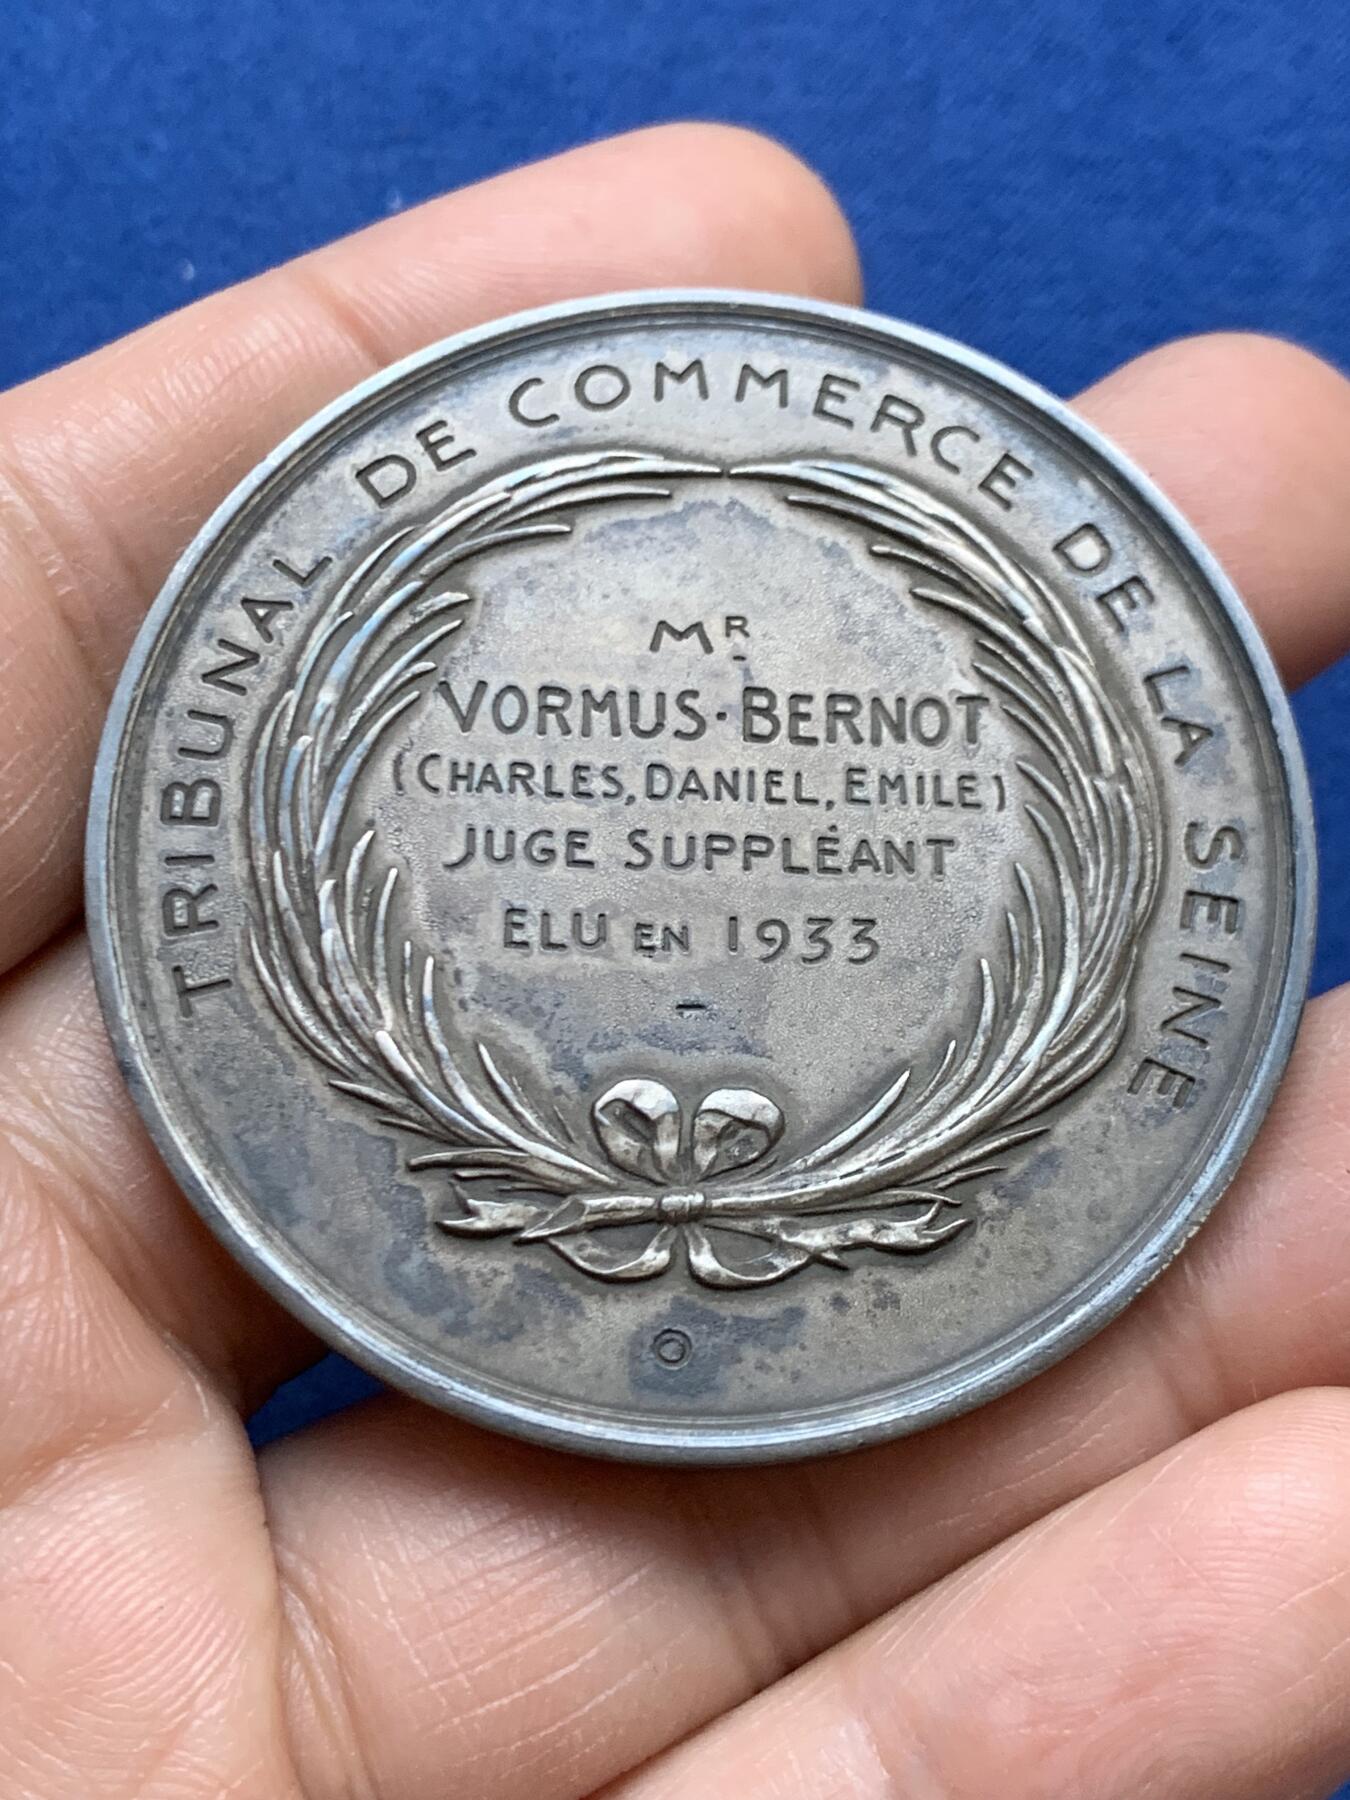 TRIBUNAL DE COMMERCE DE LA SEINE
MR
VORMUS·BERNOT
(CHARLES, DANIEL, EMILE)
JUGE SUPPLÉANT
ELU EN 1933